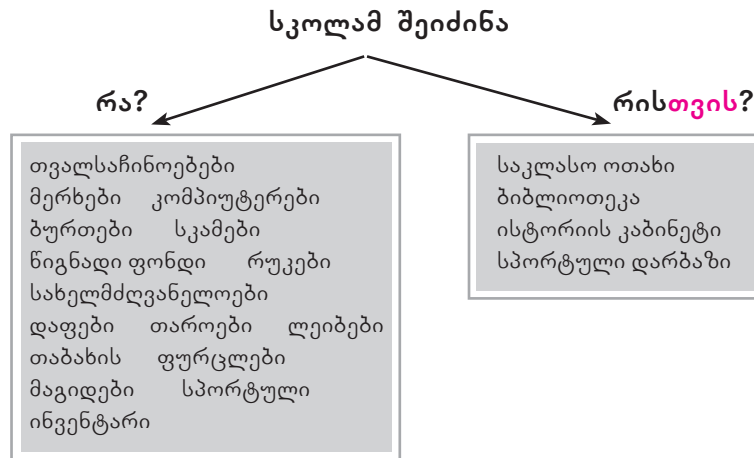 სკოლამ შეიძინა
რა?
თვალსაჩინოებები
მერხები კომპიუტერები
ბურთები სკამები
წიგნადი ფონდი რუკები
სახელმძღვანელოები
დაფები თაროები ლეიბები
თაბახის ფურცლები
მაგიდები სპორტული
ინვენტარი
რისთვის?
საკლასო ოთახი
ბიბლიოთეკა
ისტორიის კაბინეტი
სპორტული დარბაზი